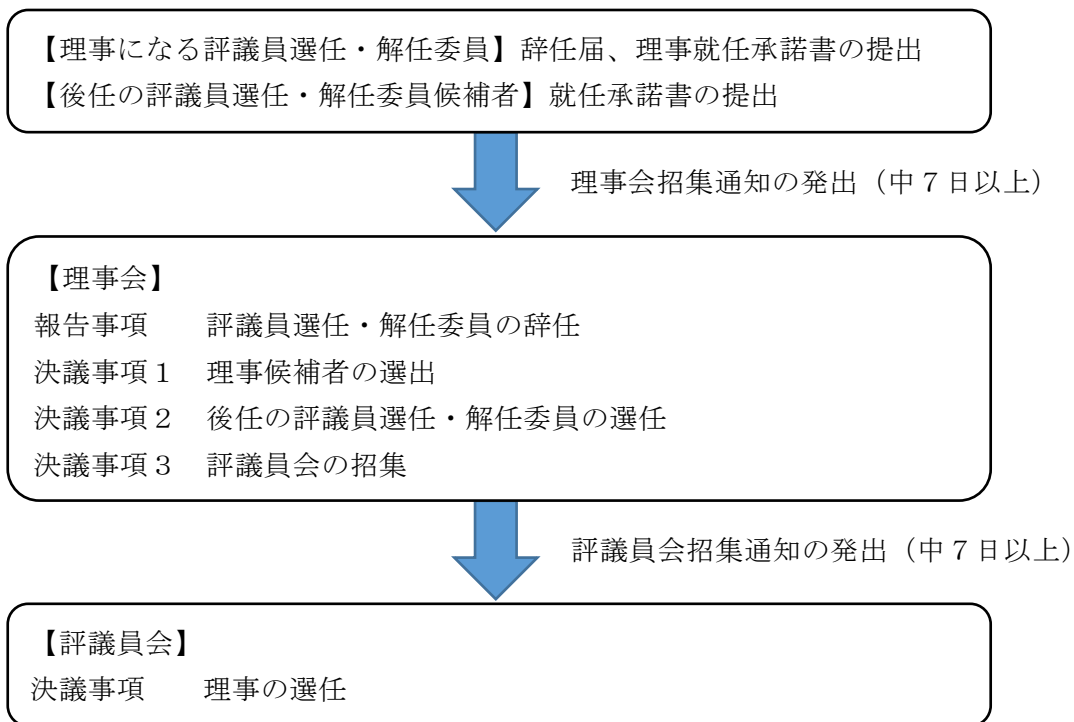 【理事になる評議員選任・解任委員】辞任届、理事就任承諾書の提出
【後任の評議員選任・解任委員候補者】就任承諾書の提出
理事会招集通知の発出（中７日以上）
【理事会】
報告事項　　評議員選任・解任委員の辞任
決議事項１　理事候補者の選出
決議事項２　後任の評議員選任・解任委員の選任
決議事項３　評議員会の招集
評議員会招集通知の発出（中７日以上）
【評議員会】
決議事項　　理事の選任